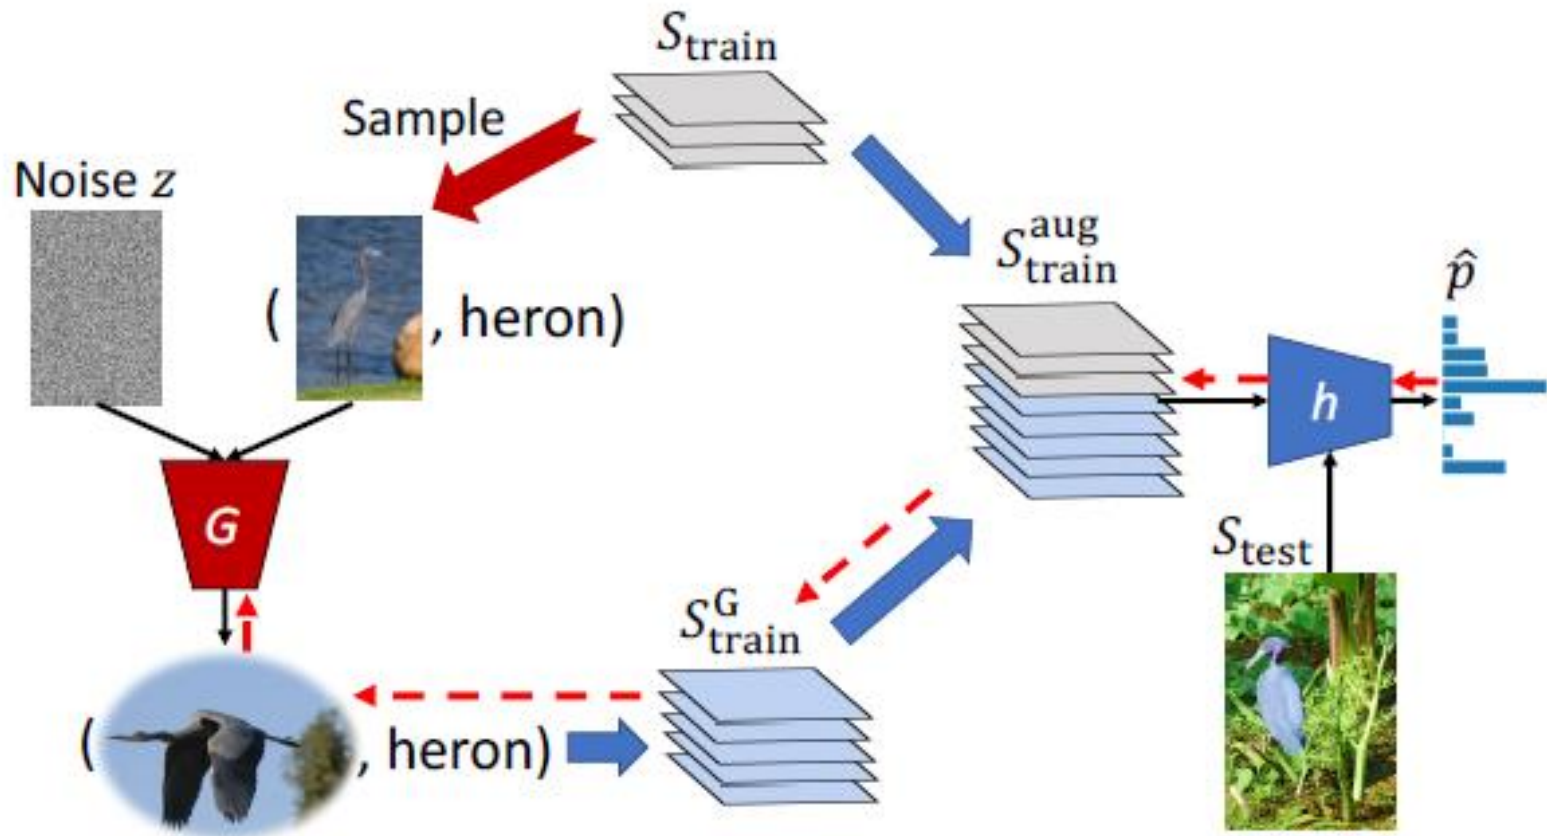 S_train
Sample
Noise z
( , heron)
S_train^aug
p̂
h
G
S_test
S_train^G
( , heron)